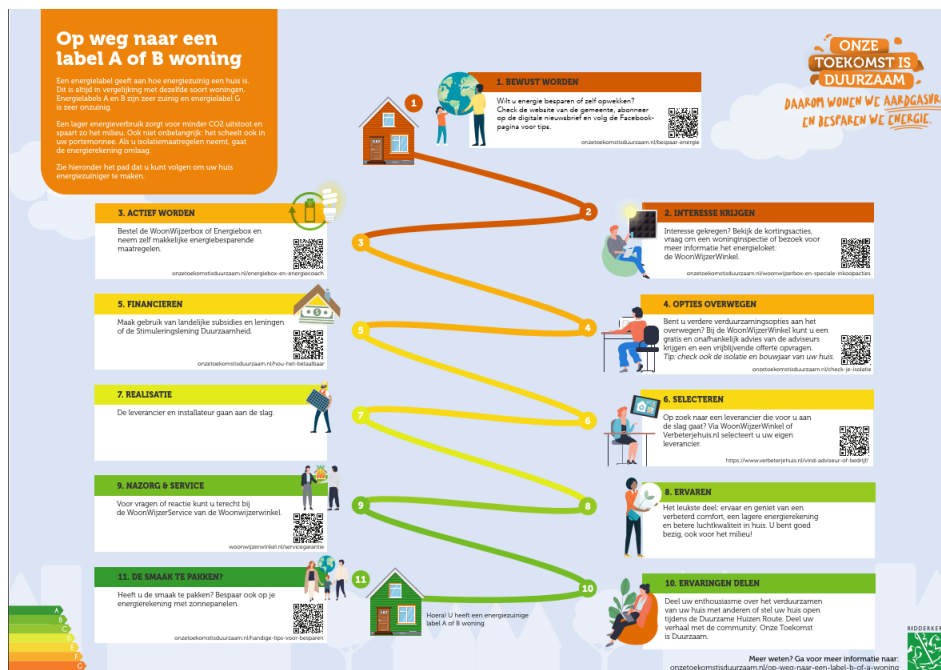 Op weg naar een
label A of B woning
Een energielabel geeft aan hoe energiezuinig een huis is.
Dit is altijd in vergelijking met dezelfde soort woningen,
Energielabels A en B zijn zeer zuinig en energielabel G
is zeer onzuinig.
Een lager energieverbruik zorgt voor minder CO2 uitstoot en
spaart zo het milieu. Ook niet onbelangrijk: het scheelt ook in
uw portemonnee. Als u isolatiemaatregelen neemt, gaat
de energierekening omlaag.
Zie hieronder het pad dat u kunt volgen om uw huis
energiezuiniger te maken.
ONZE
TOEKOMST IS
DUURZAAM
DAAROM WONEN WE AARDGASVR
EN BESPAREN WE ENERGIE.
1
1. BEWUST WORDEN
Wilt u energie besparen of zelf opwekken?
Check de website van de gemeente, abonneer
op de digitale nieuwsbrief en volg de Facebook-
pagina voor tips.
onzetoekomstisduurzaam.nl/bespaar-energie
2
2. INTERESSE KRIJGEN
Interesse gekregen? Bekijk de kortingsacties,
vraag om een woninginspectie of bezoek voor
meer informatie het energieloket:
de WoonWijzerWinkel.
onzetoekomstisduurzaam.nl/woonwijzerbox-en-speciale-inkoopacties
3. ACTIEF WORDEN
Bestel de WoonWijzerbox of Energiebox en
neem zelf makkelijke energiebesparende
maatregelen.
onzetoekomstisduurzaam.nl/energiebox-en-energiecoach
3
4
4. OPTIES OVERWEGEN
Bent u verdere verduurzamingsopties aan het
overwegen? Bij de WoonWijzerWinkel kunt u een
gratis en onafhankelijk advies van de adviseurs
krijgen en een vrijblijvende offerte opvragen.
Tip: check ook de isolatie en bouwjaar van uw huis.
onzetoekomstisduurzaam.nl/check-je-isolatie
5. FINANCIEREN
Maak gebruik van landelijke subsidies en leningen
of de Stimuleringslening Duurzaamheid.
onzetoekomstisduurzaam.nl/hou-het-betaalbaar
5
6
6. SELECTEREN
Op zoek naar een leverancier die voor u aan
de slag gaat? Via WoonWijzerWinkel of
Verbeterjehuis.nl selecteert u uw eigen
leverancier.
https://www.verbeterjehuis.nl/vind-adviseur-of-bedrijf/
7. REALISATIE
De leverancier en installateur gaan aan de slag.
7
8
8. ERVAREN
Het leukste deel: ervaar en geniet van een
verbeterd comfort, een lagere energierekening
en betere luchtkwaliteit in huis. U bent goed
bezig, ook voor het milieu!
9. NAZORG & SERVICE
Voor vragen of reactie kunt u terecht bij
de WoonWijzerService van de Woonwijzerwinkel.
woonwijzerwinkel.nl/servicegarantie
9
10
10. ERVARINGEN DELEN
Deel uw enthousiasme over het verduurzamen
van uw huis met anderen of stel uw huis open
tijdens de Duurzame Huizen Route. Deel uw
verhaal met de community: Onze Toekomst
is Duurzaam.
11. DE SMAAK TE PAKKEN?
Heeft u de smaak te pakken? Bespaar ook op je
energierekening met zonnepanelen.
onzetoekomstisduurzaam.nl/handige-tips-voor-besparen
11
Hoera! U heeft een energiezuinige
label A of B woning.
A
B
C
G
RIDDERKER
Meer weten? Ga voor meer informatie naar:
onzetoekomstisduurzaam.nl/op-weg-naar-een-label-b-of-a-woning